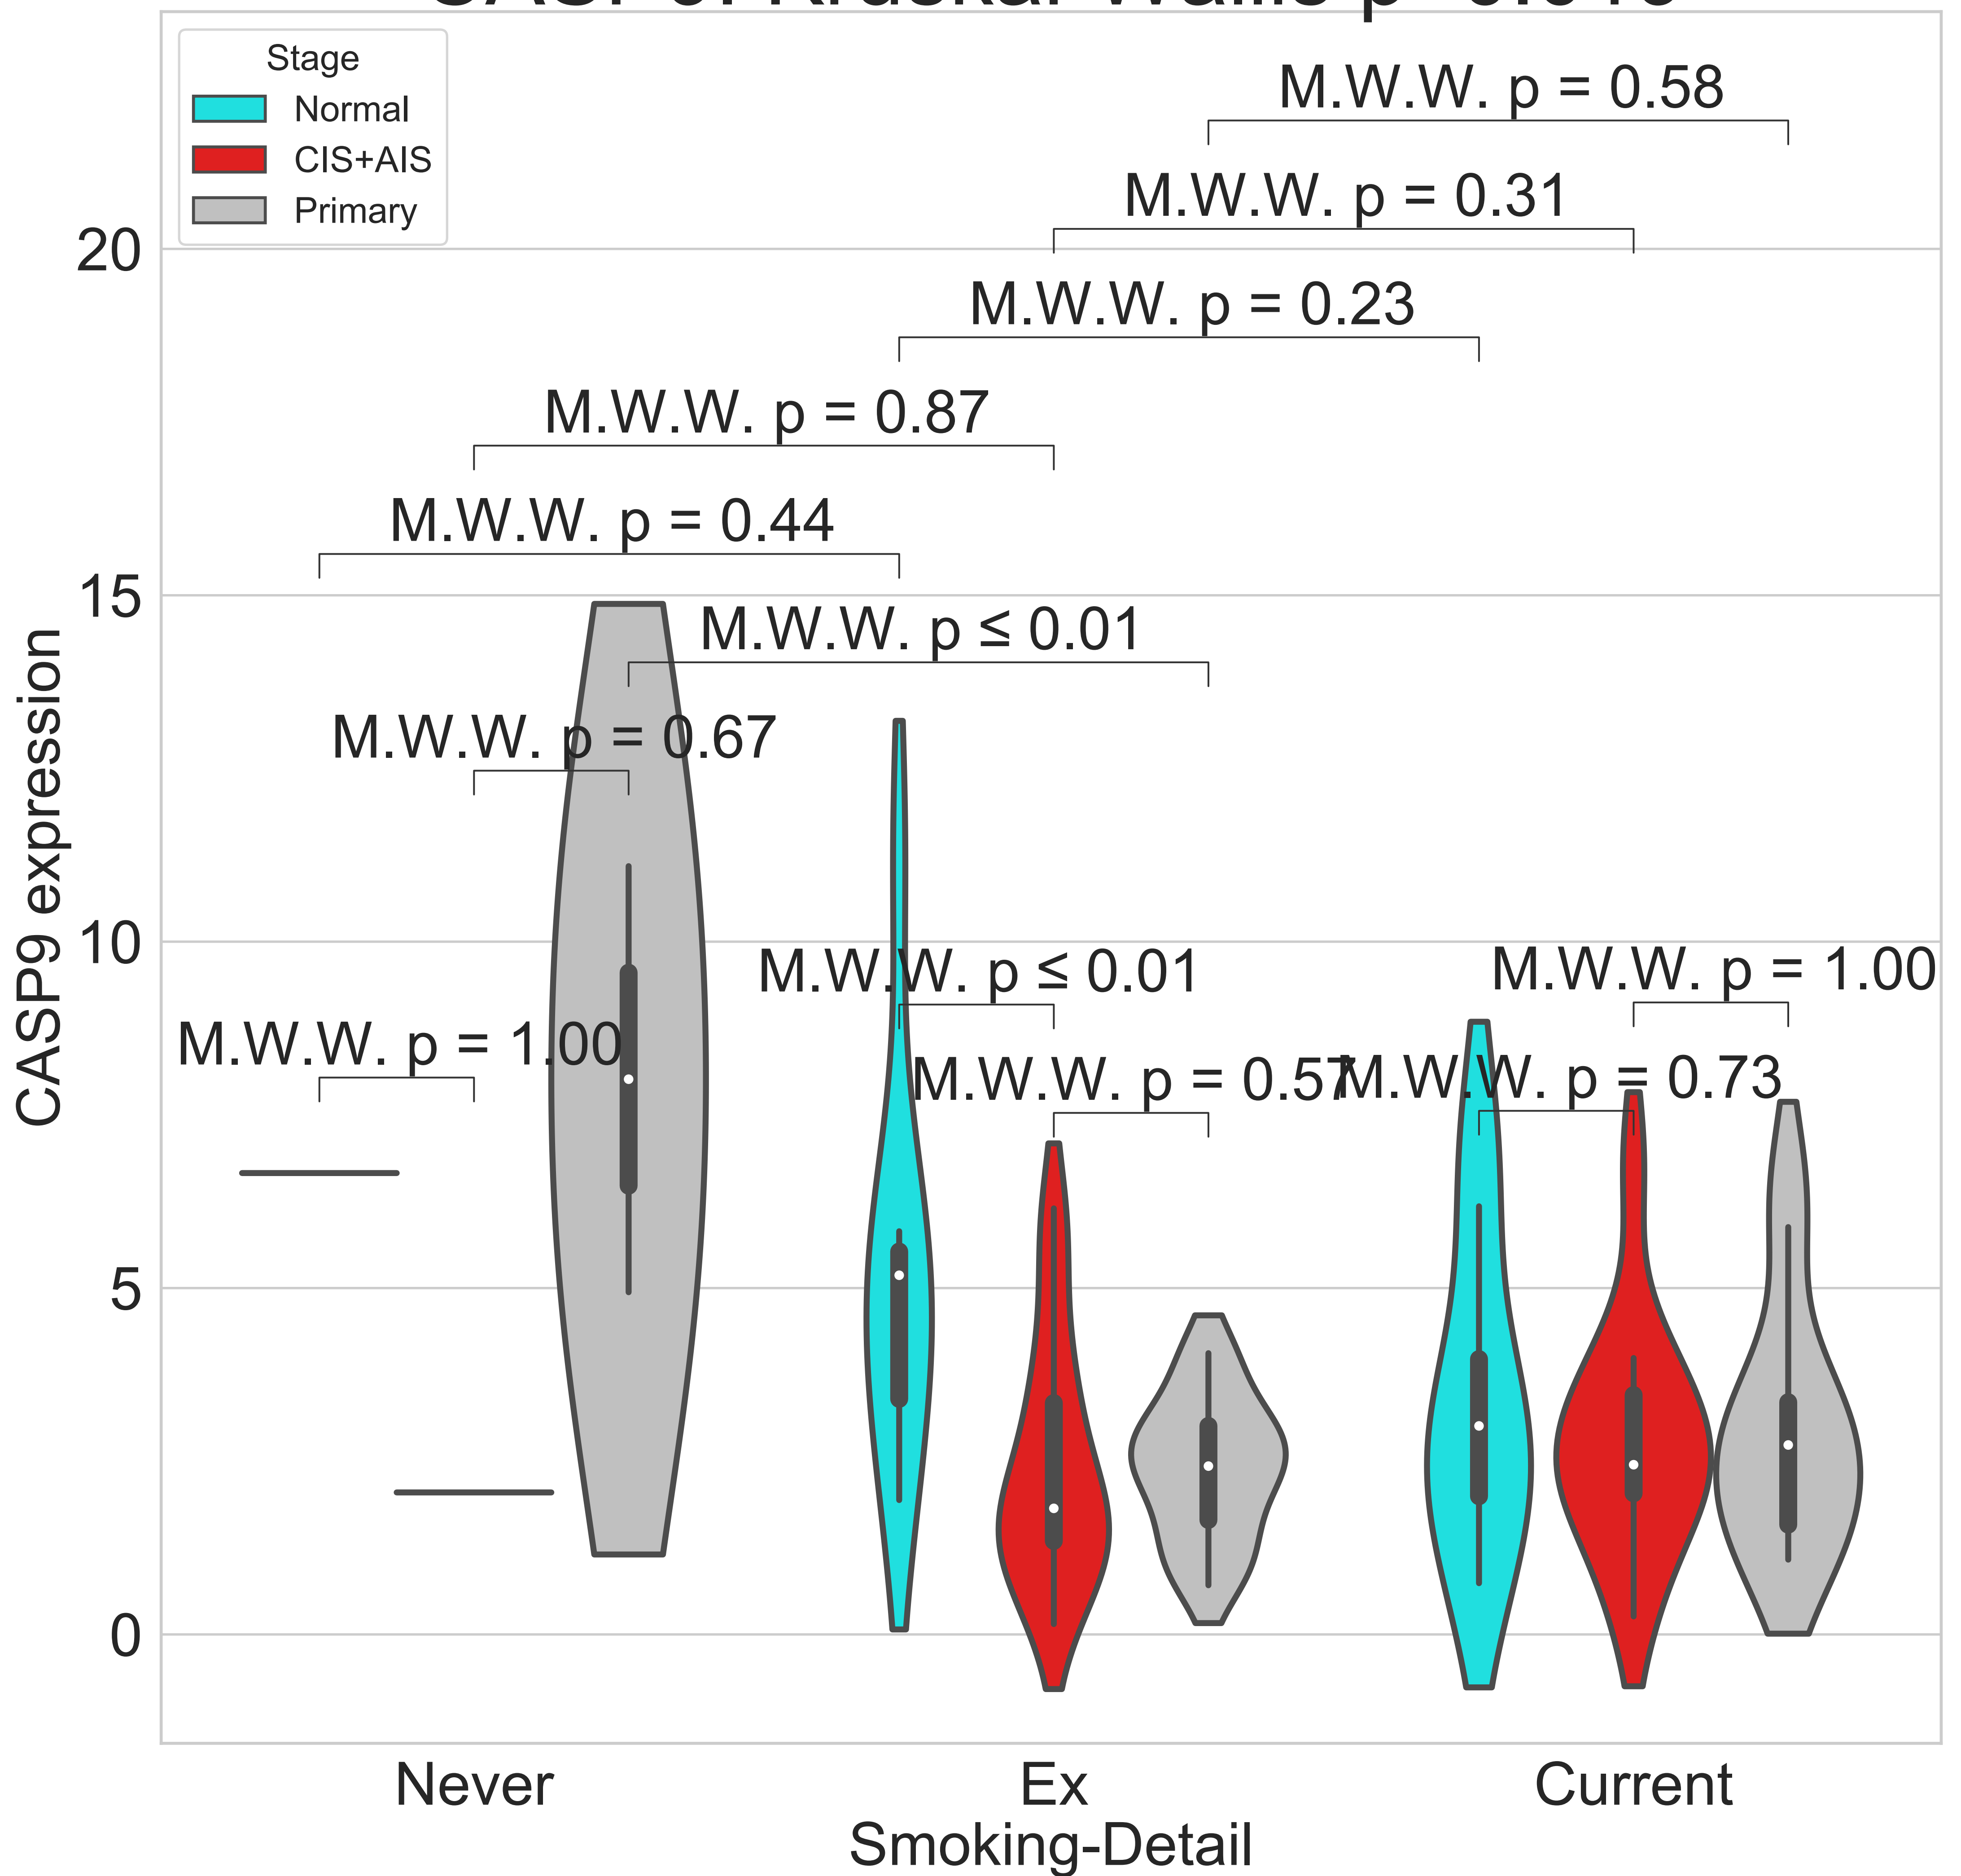 Stage
Normal
CIS+AIS
Primary
M.W.W. p = 0.58
M.W.W. p = 0.31
20
M.W.W. p = 0.23
M.W.W. p = 0.87
M.W.W. p = 0.44
15
M.W.W. p ≤ 0.01
M.W.W. p = 0.67
CASP9 expression
10
M.W.W. p ≤ 0.01
M.W.W. p = 1.00
M.W.W. p = 1.00
M.W.W. p = 0.57
M.W.W. p = 0.73
5
0
Never
Ex
Current
Smoking-Detail